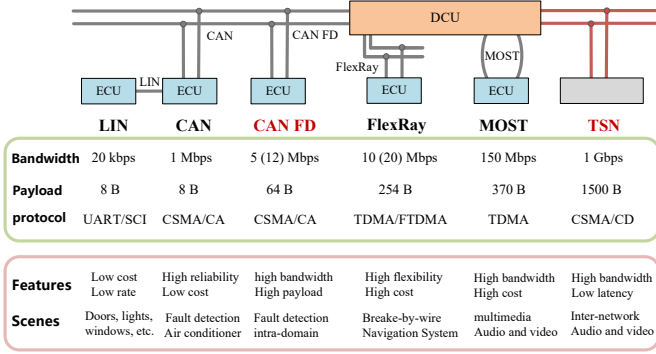 DCU
CAN
CAN FD
FlexRay
MOST
LIN
ECU
ECU
ECU
ECU
ECU
LIN CAN CAN FD FlexRay MOST TSN
Bandwidth 20 kbps 1 Mbps 5 (12) Mbps 10 (20) Mbps 150 Mbps 1 Gbps
Payload 8 B 8 B 64 B 254 B 370 B 1500 B
protocol UART/SCI CSMA/CA CSMA/CA TDMA/FTDMA TDMA CSMA/CD
Features Low cost High reliability high bandwidth High flexibility High bandwidth High bandwidth
Low rate Low cost High payload High cost High cost Low latency
Scenes Doors, lights, Fault detection Fault detection Breake-by-wire multimedia Inter-network
windows, etc. Air conditioner intra-domain Navigation System Audio and video Audio and video